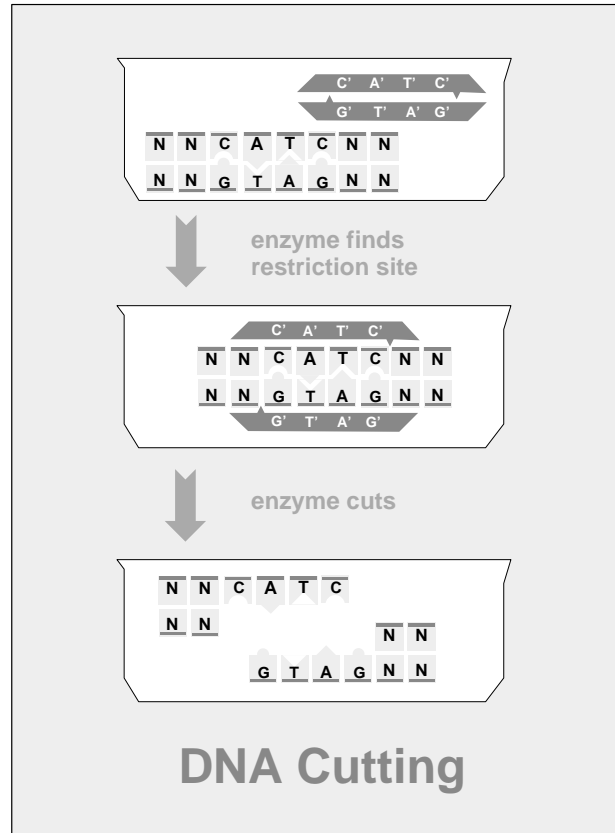 C’ A’ T’ C’
G’ T’ A’ G’
N N C A T C N N
N N G T A G N N
enzyme finds
restriction site
C’ A’ T’ C’
N N C A T C N N
N N G T A G N N
G’ T’ A’ G’
enzyme cuts
N N C A T C
N N
N N
G T A G N N
DNA Cutting